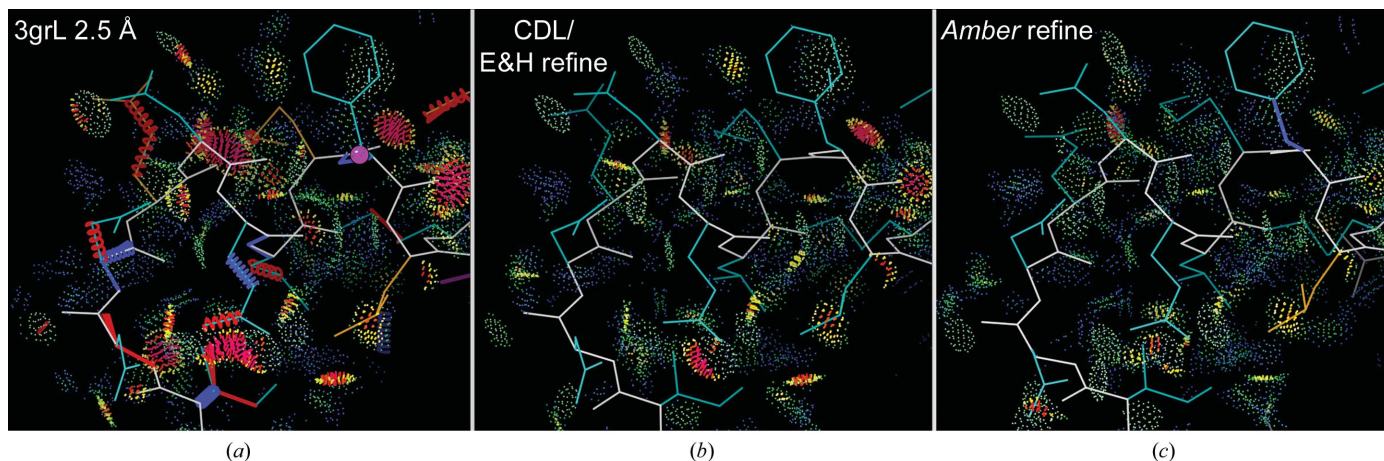 3grL 2.5 Å
CDL/
E&H refine
Amber refine
(a)
(b)
(c)